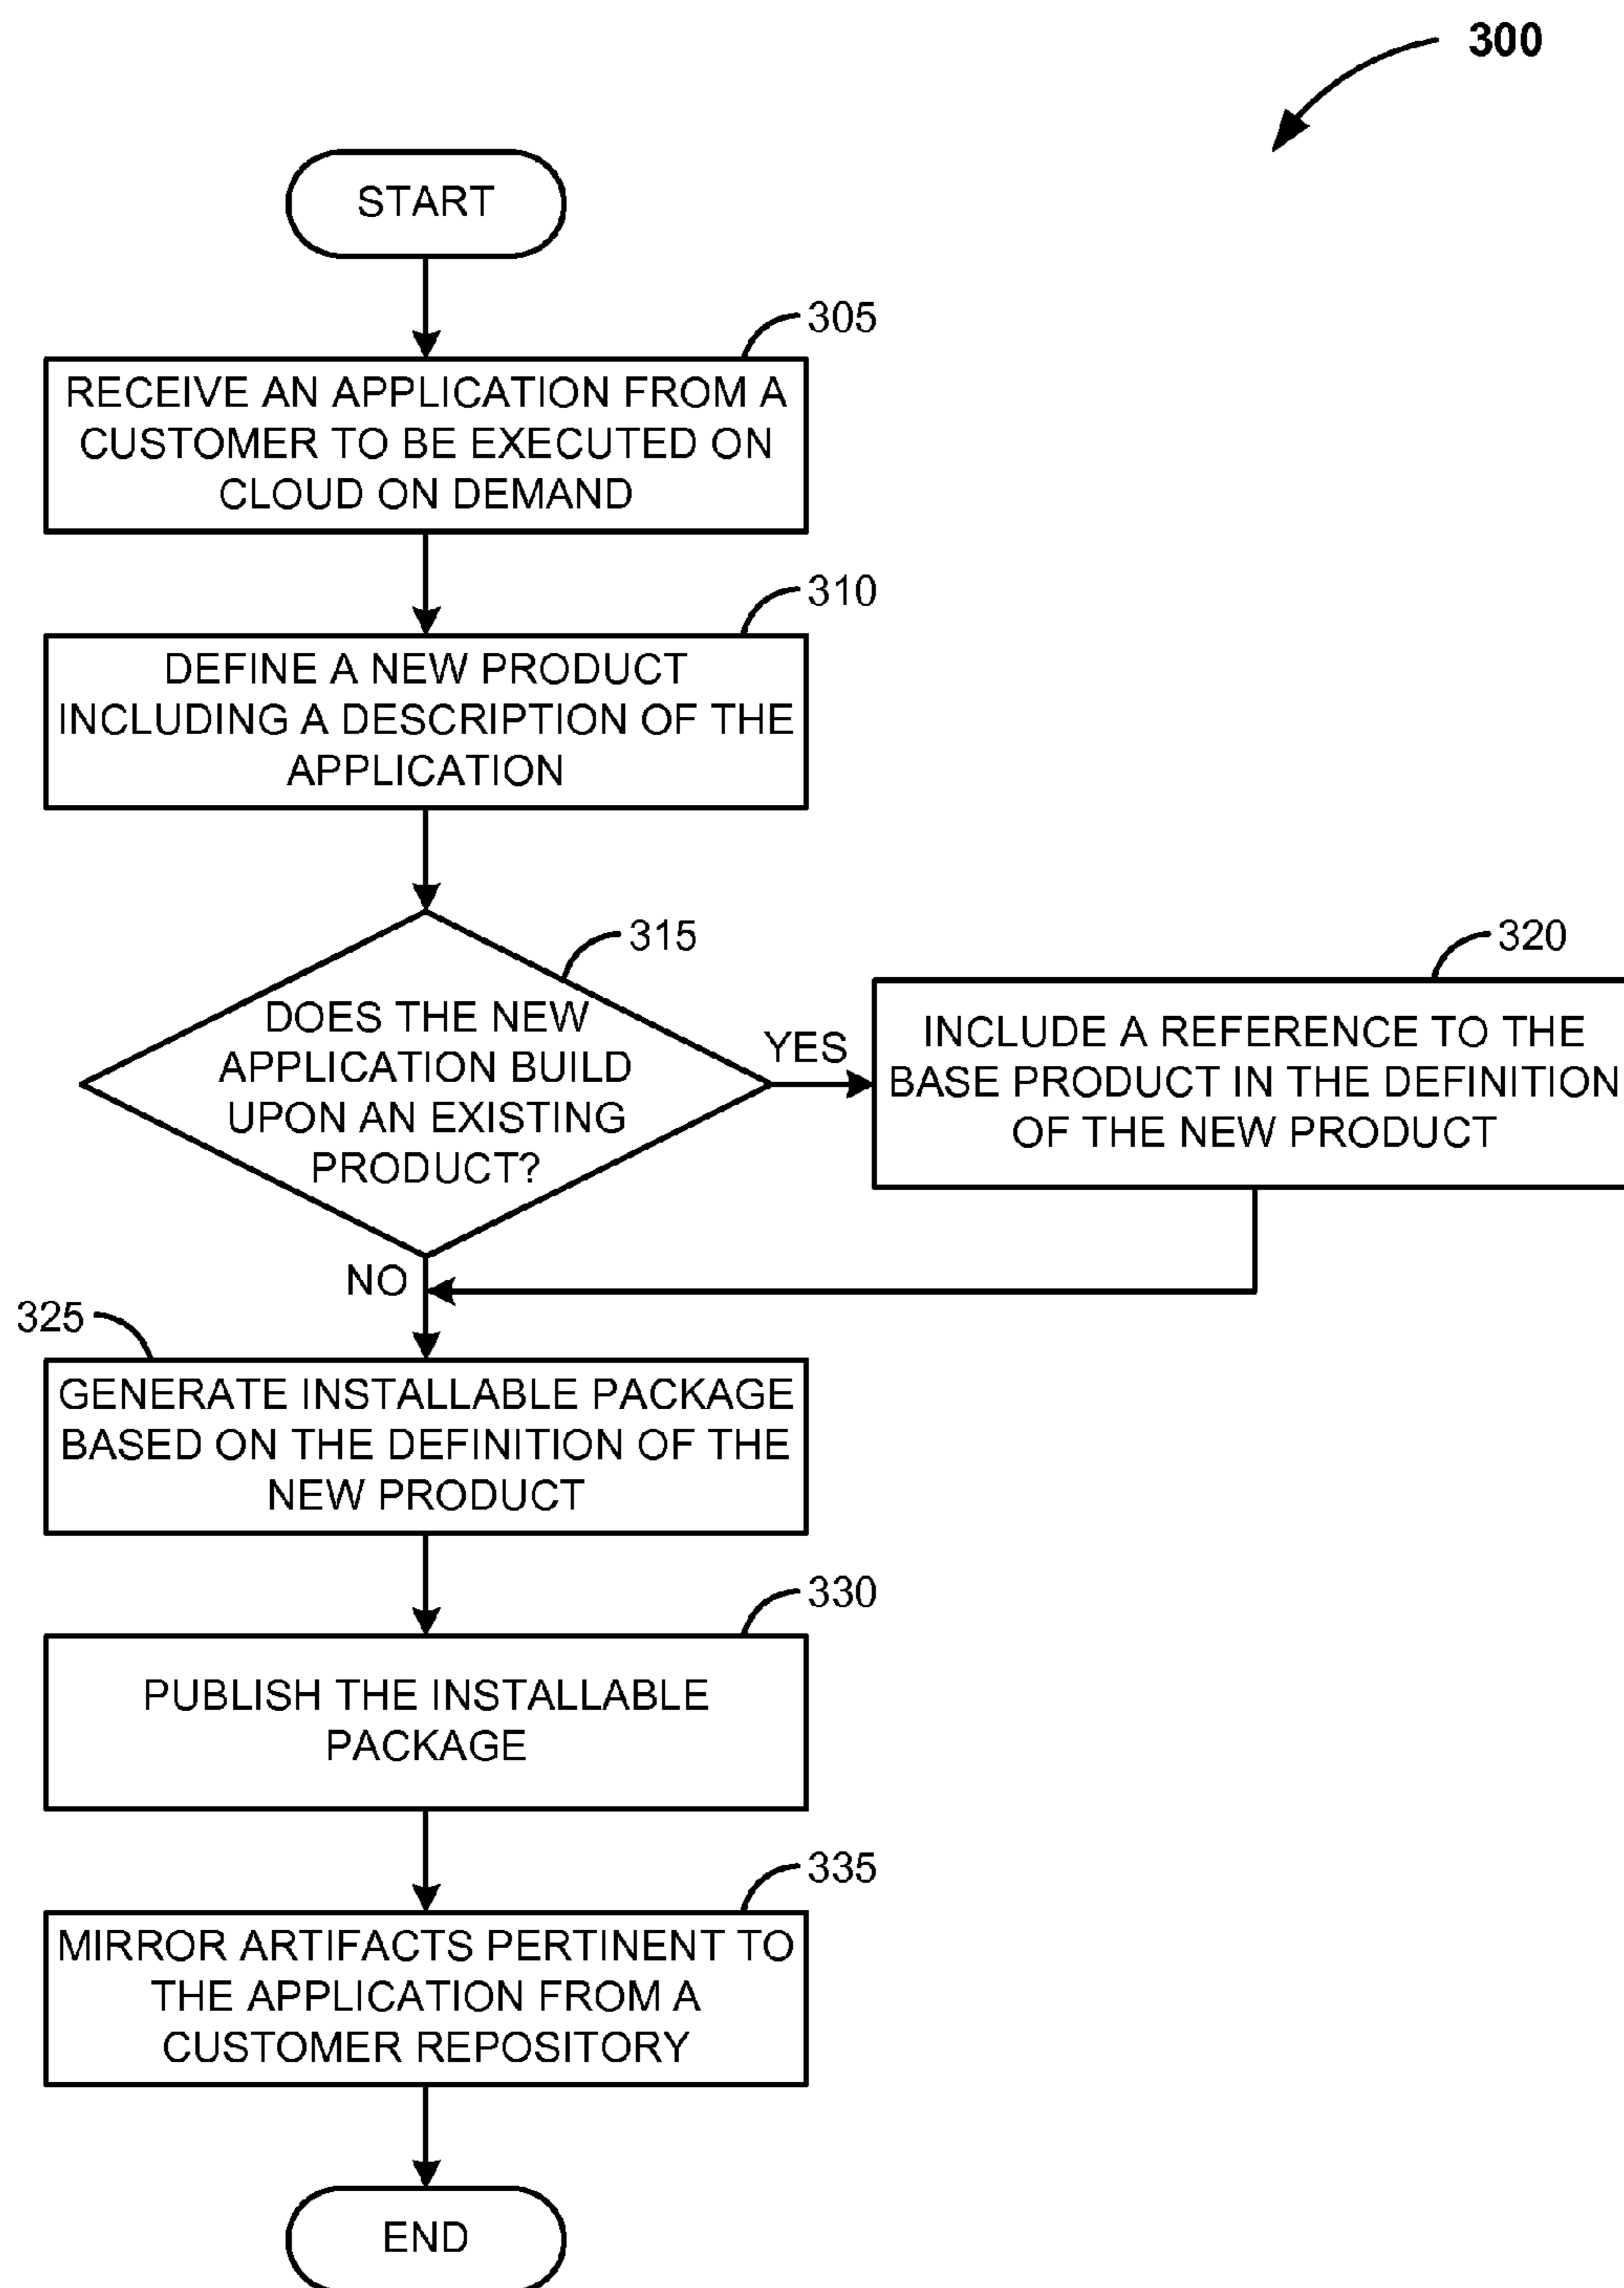 300
START
305
RECEIVE AN APPLICATION FROM A
CUSTOMER TO BE EXECUTED ON
CLOUD ON DEMAND
310
DEFINE A NEW PRODUCT
INCLUDING A DESCRIPTION OF THE
APPLICATION
315
DOES THE NEW
APPLICATION BUILD
UPON AN EXISTING
PRODUCT?
YES
320
INCLUDE A REFERENCE TO THE
BASE PRODUCT IN THE DEFINITION
OF THE NEW PRODUCT
NO
325
GENERATE INSTALLABLE PACKAGE
BASED ON THE DEFINITION OF THE
NEW PRODUCT
330
PUBLISH THE INSTALLABLE
PACKAGE
335
MIRROR ARTIFACTS PERTINENT TO
THE APPLICATION FROM A
CUSTOMER REPOSITORY
END